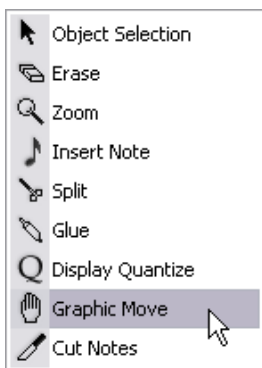 Object Selection
Erase
Zoom
Insert Note
Split
Glue
Display Quantize
Graphic Move
Cut Notes